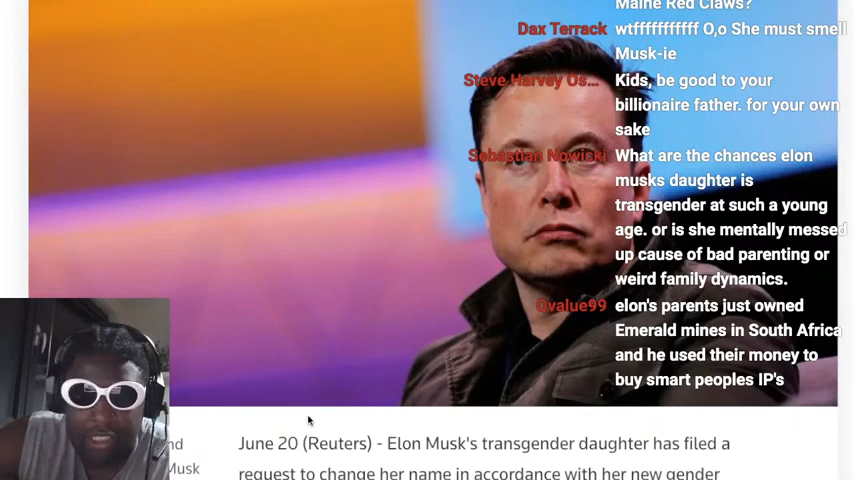 Maine Red Claws?
Dax Terrack wtfffffffffff O,o She must smell
Musk-ie
Steve Harvey Os... Kids, be good to your
billionaire father. for your own
sake
Sebastian Nowicki What are the chances elon
musks daughter is
transgender at such a young
age. or is she mentally messed
up cause of bad parenting or
weird family dynamics.
Qvalue99 elon's parents just owned
Emerald mines in South Africa
and he used their money to
buy smart peoples IP's
nd
Musk
June 20 (Reuters) - Elon Musk's transgender daughter has filed a
request to change her name in accordance with her new gender